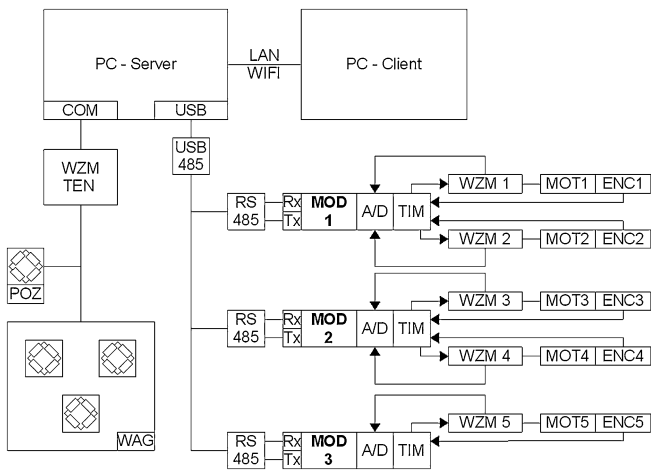 PC - Server
LAN
WIFI
PC - Client
COM
USB
USB
485
WZM
TEN
POZ
WAG
RS
485
Rx
Tx
MOD
1
A/D
TIM
WZM 1
MOT1
ENC1
WZM 2
MOT2
ENC2
RS
485
Rx
Tx
MOD
2
A/D
TIM
WZM 3
MOT3
ENC3
WZM 4
MOT4
ENC4
RS
485
Rx
Tx
MOD
3
A/D
TIM
WZM 5
MOT5
ENC5